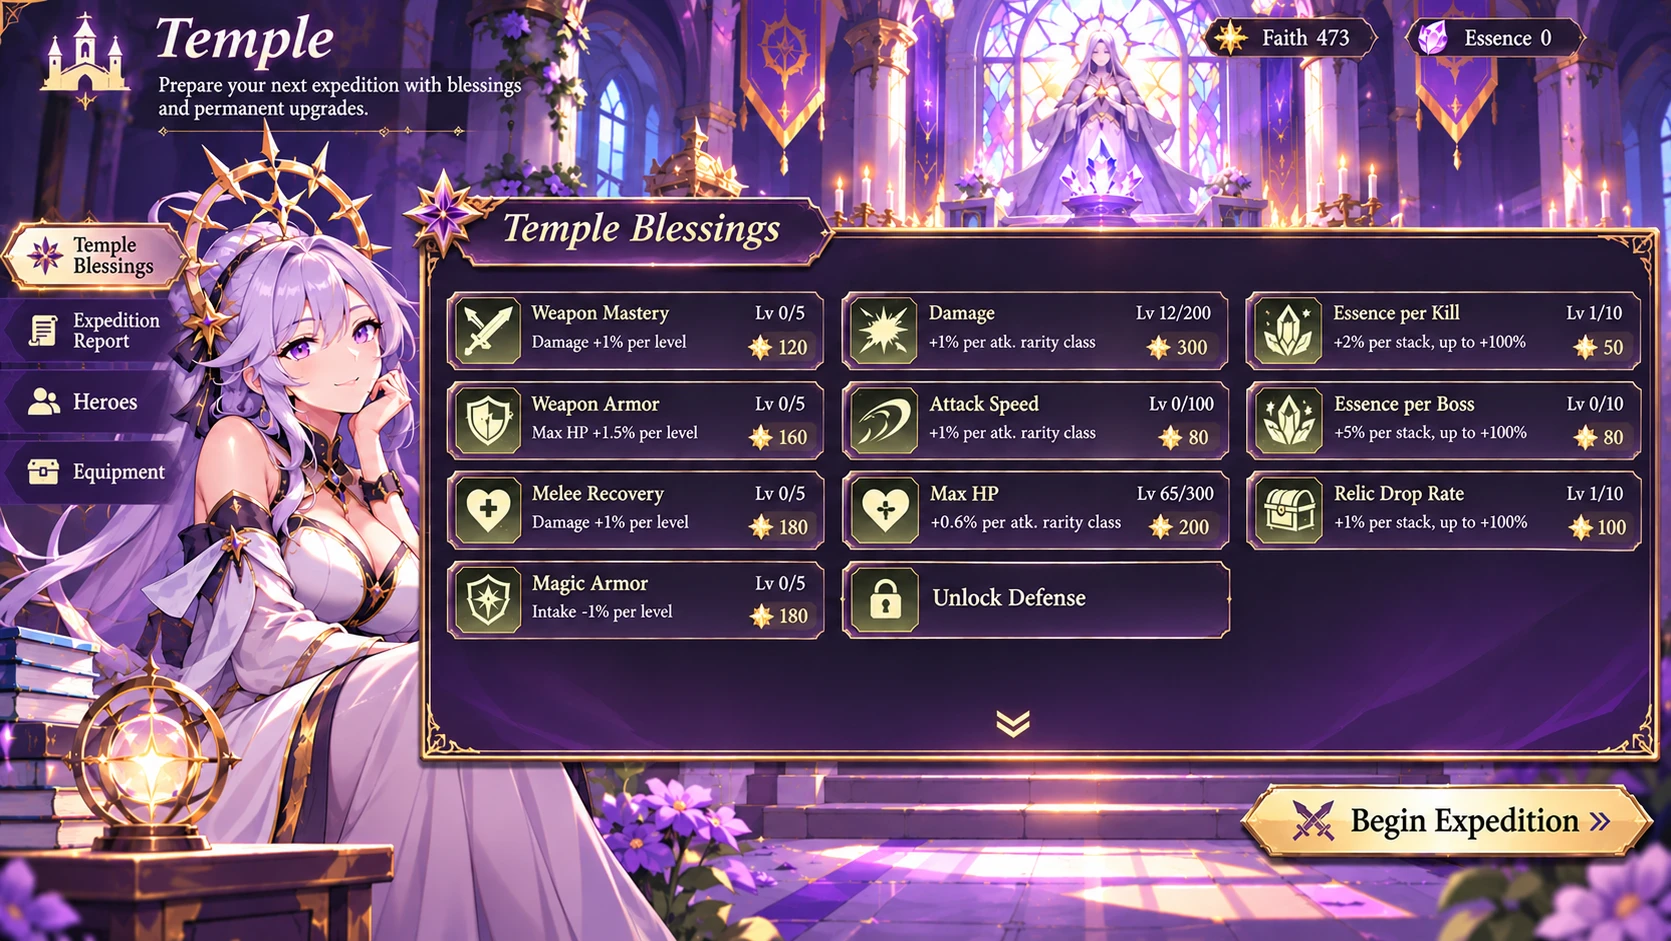 Temple
Prepare your next expedition with blessings
and permanent upgrades.
Faith 473
Essence 0
Temple
Blessings
Expedition
Report
Heroes
Equipment
Temple Blessings
Weapon Mastery
Lv 0/5
Damage +1% per level
120
Weapon Armor
Lv 0/5
Max HP +1.5% per level
160
Melee Recovery
Lv 0/5
Damage +1% per level
180
Magic Armor
Lv 0/5
Intake -1% per level
180
Damage
Lv 12/200
+1% per atk. rarity class
300
Attack Speed
Lv 0/100
+1% per atk. rarity class
80
Max HP
Lv 65/300
+0.6% per atk. rarity class
200
Unlock Defense
Essence per Kill
Lv 1/10
+2% per stack, up to +100%
50
Essence per Boss
Lv 0/10
+5% per stack, up to +100%
80
Relic Drop Rate
Lv 1/10
+1% per stack, up to +100%
100
Begin Expedition